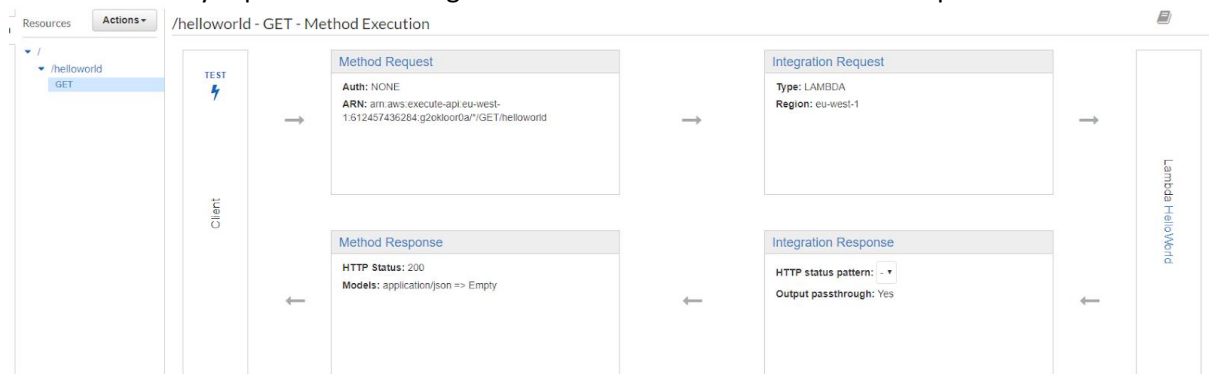 Resources
Actions
/helloworld - GET - Method Execution
/
/helloworld
GET
TEST
Client
Method Request
Auth: NONE
ARN: arn:aws:execute-api:eu-west-
1:612457436284:g2okloor0a/*/GET/helloworld
Integration Request
Type: LAMBDA
Region: eu-west-1
Lambda HelloWorld
Method Response
HTTP Status: 200
Models: application/json => Empty
Integration Response
HTTP status pattern: -
Output passthrough: Yes